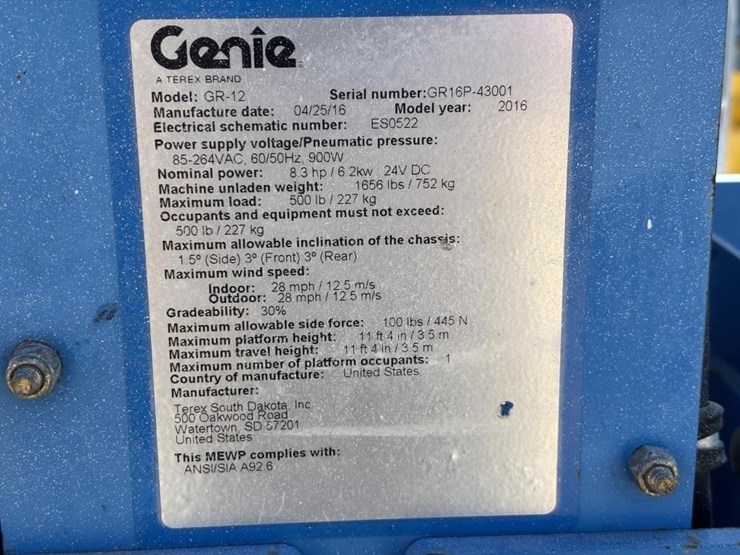 Genie
A TEREX BRAND
Model: GR-12 Serial number: GR16P-43001
Manufacture date: 04/25/16 Model year: 2016
Electrical schematic number: ES0522
Power supply voltage/Pneumatic pressure:
85-264VAC, 60/50Hz, 900W
Nominal power: 8.3 hp / 6.2kw 24V DC
Machine unladen weight: 1656 lbs / 752 kg
Maximum load: 500 lb / 227 kg
Occupants and equipment must not exceed:
500 lb / 227 kg
Maximum allowable inclination of the chassis:
1.5° (Side) 3° (Front) 3° (Rear)
Maximum wind speed:
Indoor: 28 mph / 12.5 m/s
Outdoor: 28 mph / 12.5 m/s
Gradeability: 30%
Maximum allowable side force: 100 lbs / 445 N
Maximum platform height: 11 ft 4 in / 3.5 m
Maximum travel height: 11 ft 4 in / 3.5 m
Maximum number of platform occupants: 1
Country of manufacture: United States
Manufacturer:
Terex South Dakota, Inc
500 Oakwood Road
Watertown, SD 57201
United States
This MEWP complies with:
ANSI/SIA A92.6